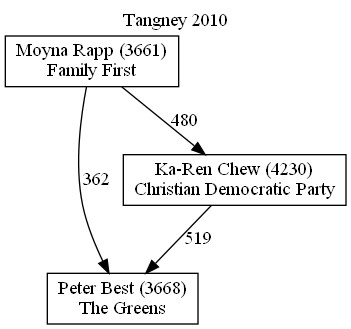 Tangney 2010
Moyna Rapp (3661)
Family First
480
Ka-Ren Chew (4230)
Christian Democratic Party
362
519
Peter Best (3668)
The Greens